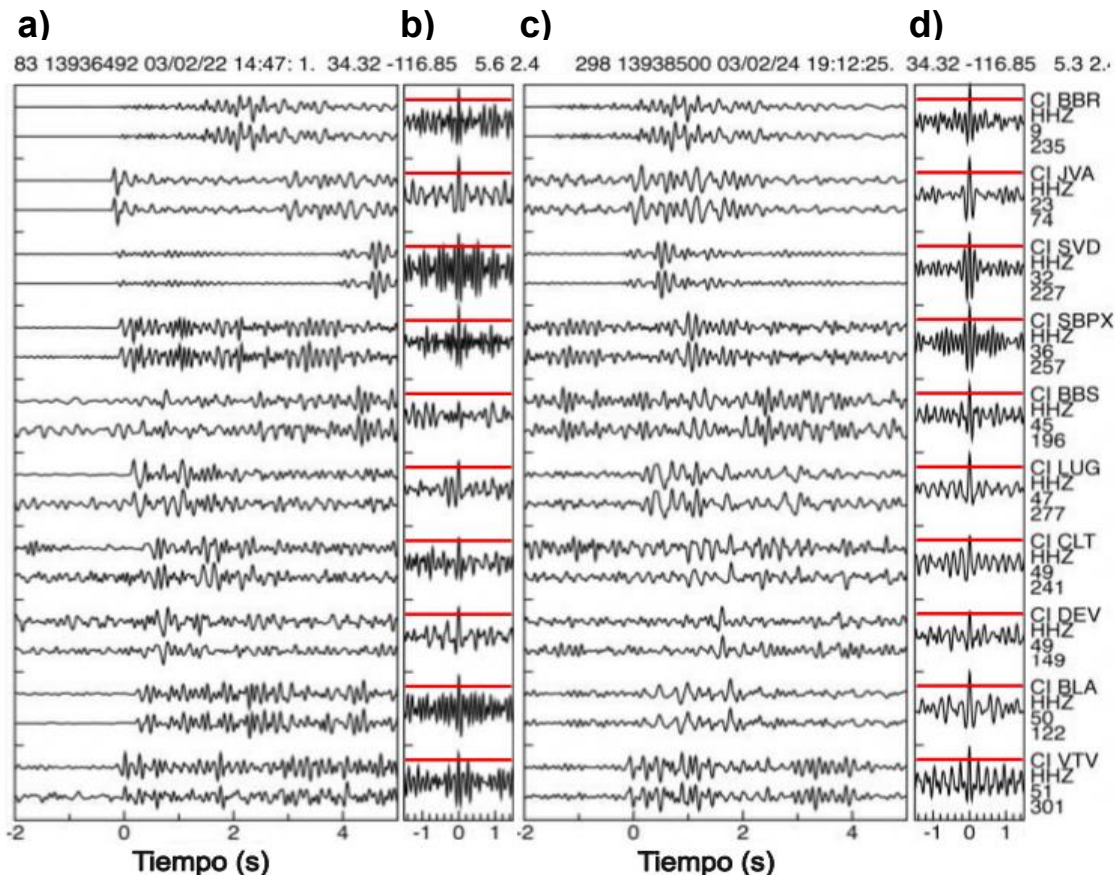 a) b) c) d)
83 13936492 03/02/22 14:47: 1. 34.32 -116.85 5.6 2.4 298 13938500 03/02/24 19:12:25. 34.32 -116.85 5.3 2.4
CI BBR
HHZ
9
235
CI JVA
HHZ
23
74
CI SVD
HHZ
32
227
CI SBPX
HHZ
36
257
CI BBS
HHZ
45
196
CI LUG
HHZ
47
277
CI CLT
HHZ
49
241
CI DEV
HHZ
49
149
CI BLA
HHZ
50
122
CI VTV
HHZ
51
301
-2 0 2 4 -1 0 1 -2 0 2 4 -1 0 1
Tiempo (s) Tiempo (s)